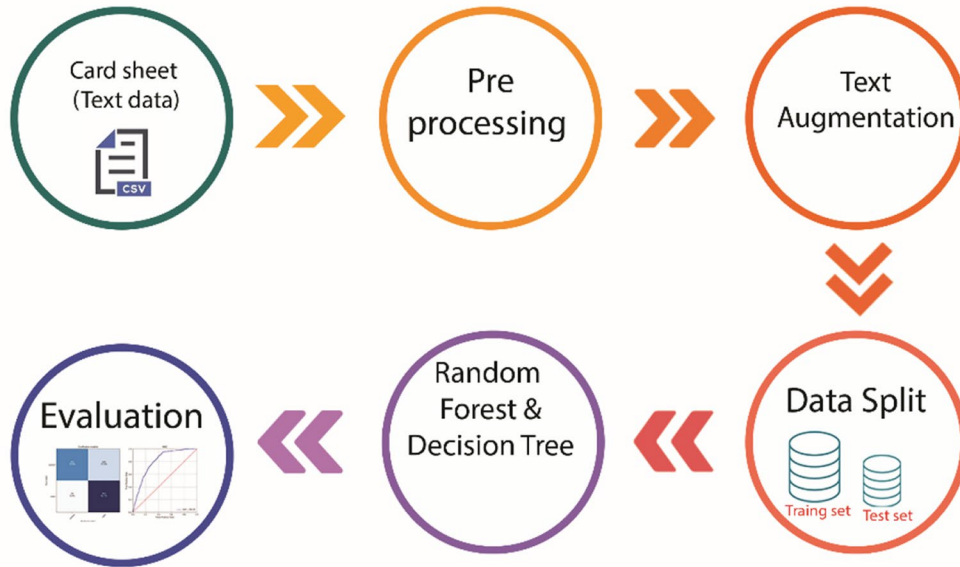 Card sheet
(Text data)
CSV
Pre
processing
Text
Augmentation
Data Split
Traing set
Test set
Random
Forest &
Decision Tree
Evaluation